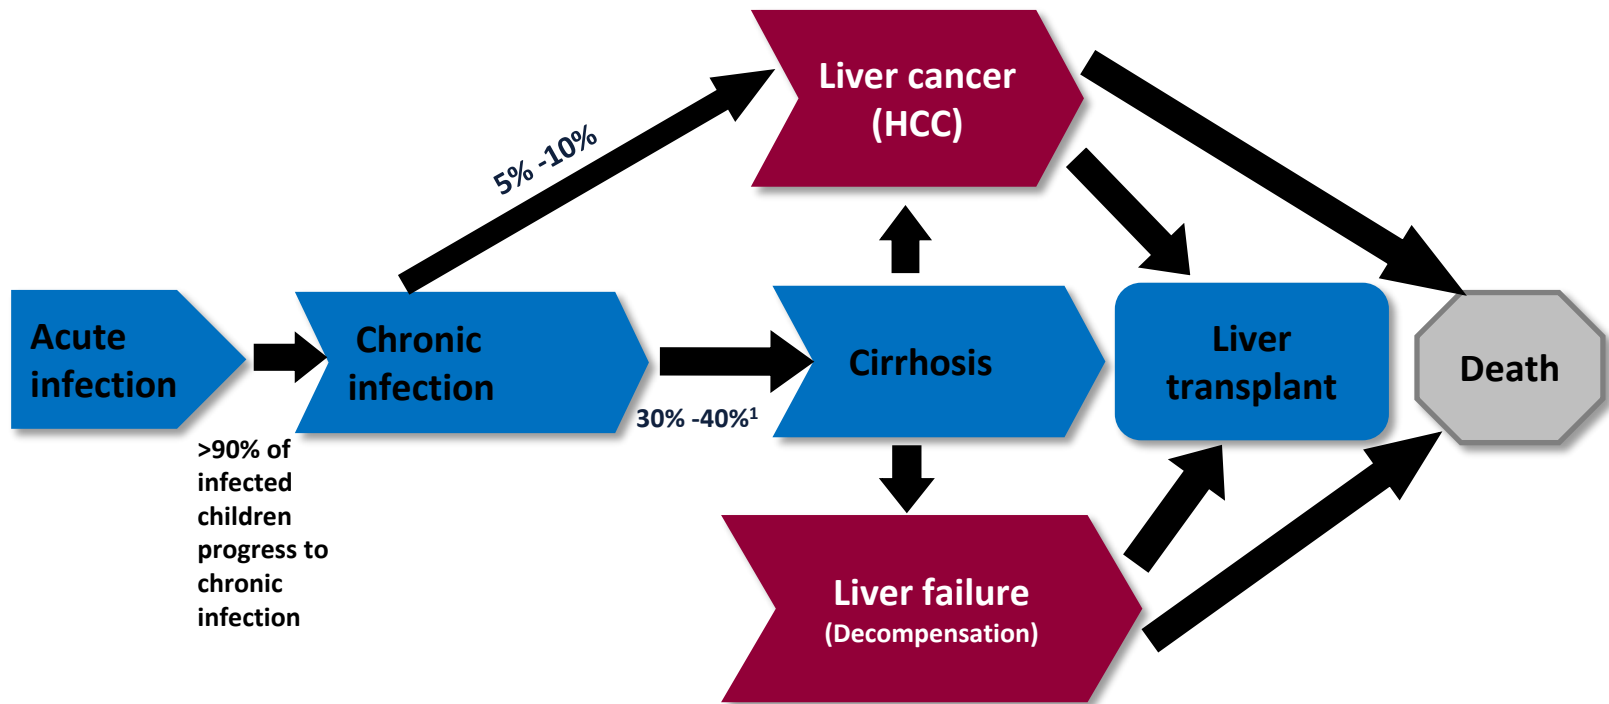 Liver cancer
(HCC)
5% -10%
Acute
infection
Chronic
infection
Cirrhosis
Liver
transplant
Death
30% -40%¹
>90% of
infected
children
progress to
chronic
infection
Liver failure
(Decompensation)